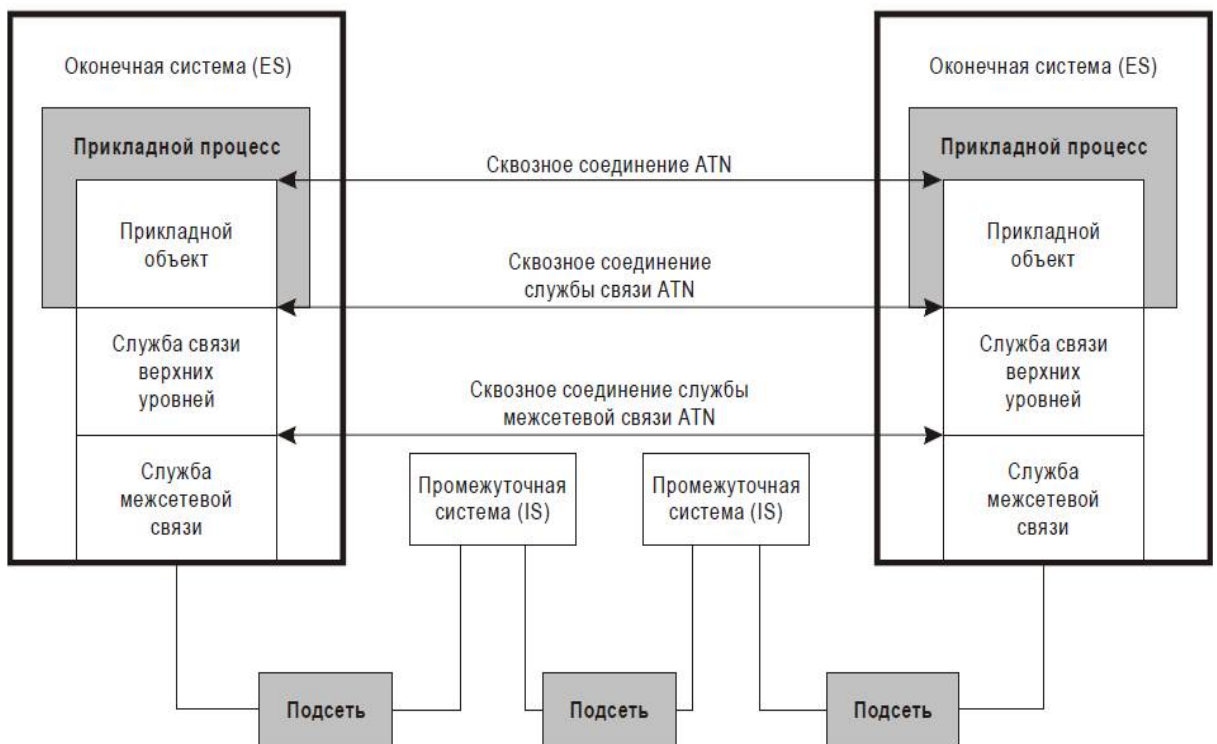 Оконечная система (ES)
Прикладной процесс
Прикладной
объект
Служба связи
верхних
уровней
Служба
межсетевой
связи
Сквозное соединение ATN
Сквозное соединение
службы связи ATN
Сквозное соединение службы
межсетевой связи ATN
Промежуточная
система (IS)
Промежуточная
система (IS)
Оконечная система (ES)
Прикладной процесс
Прикладной
объект
Служба связи
верхних
уровней
Служба
межсетевой
связи
Подсеть
Подсеть
Подсеть